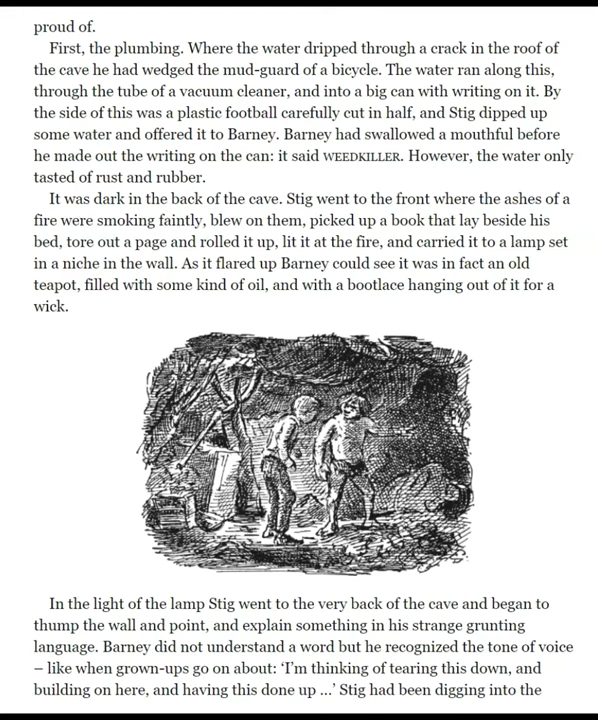 proud of.
First, the plumbing. Where the water dripped through a crack in the roof of
the cave he had wedged the mud-guard of a bicycle. The water ran along this,
through the tube of a vacuum cleaner, and into a big can with writing on it. By
the side of this was a plastic football carefully cut in half, and Stig dipped up
some water and offered it to Barney. Barney had swallowed a mouthful before
he made out the writing on the can: it said WEEDKILLER. However, the water only
tasted of rust and rubber.
It was dark in the back of the cave. Stig went to the front where the ashes of a
fire were smoking faintly, blew on them, picked up a book that lay beside his
bed, tore out a page and rolled it up, lit it at the fire, and carried it to a lamp set
in a niche in the wall. As it flared up Barney could see it was in fact an old
teapot, filled with some kind of oil, and with a bootlace hanging out of it for a
wick.
In the light of the lamp Stig went to the very back of the cave and began to
thump the wall and point, and explain something in his strange grunting
language. Barney did not understand a word but he recognized the tone of voice
– like when grown-ups go on about: ‘I’m thinking of tearing this down, and
building on here, and having this done up ...’ Stig had been digging into the